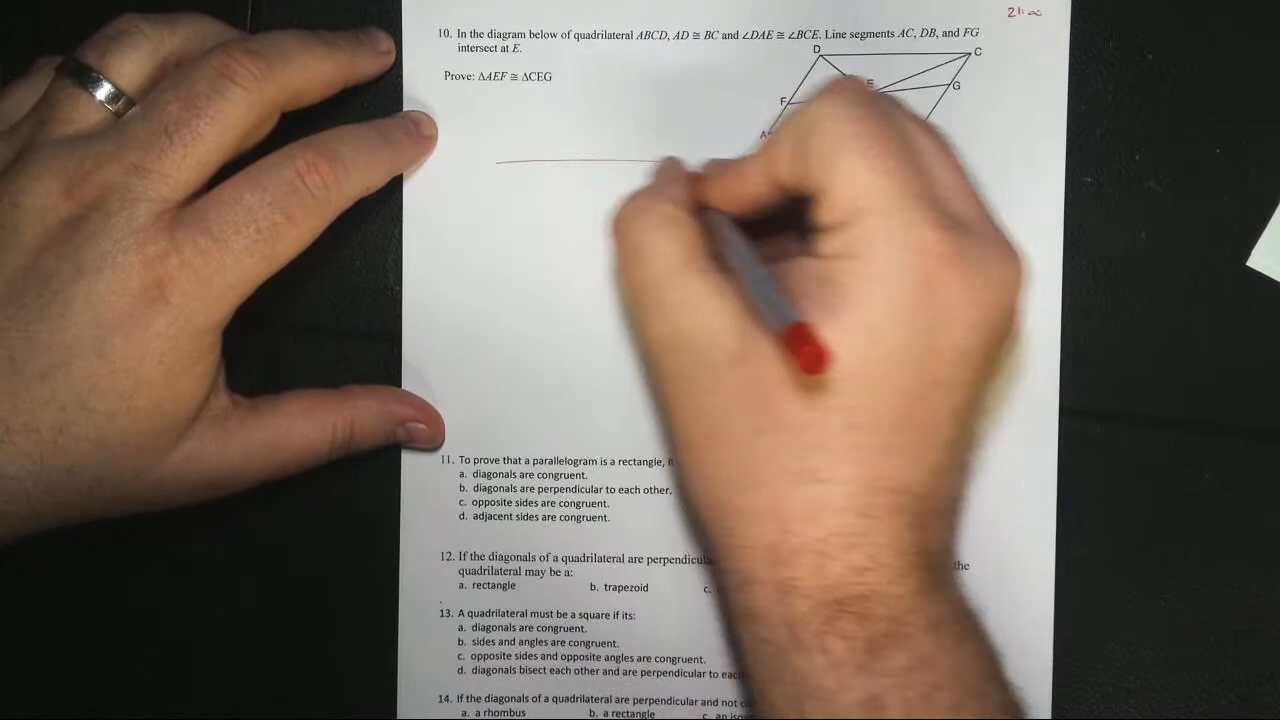 21:∞
10. In the diagram below of quadrilateral ABCD, AD ≅ BC and ∠DAE ≅ ∠BCE. Line segments AC, DB, and FG
intersect at E.
Prove: ΔAEF ≅ ΔCEG
D
C
E
G
F
A
11. To prove that a parallelogram is a rectangle,
a. diagonals are congruent.
b. diagonals are perpendicular to each other.
c. opposite sides are congruent.
d. adjacent sides are congruent.
12. If the diagonals of a quadrilateral are the
quadrilateral may be a:
a. rectangle b. trapezoid c.
13. A quadrilateral must be a square if its:
a. diagonals are congruent.
b. sides and angles are congruent.
c. opposite sides and opposite angles are congruent.
d. diagonals bisect each other and are perpendicular to
14. If the diagonals of a quadrilateral are perpendicular and not
a. a rhombus b. a rectangle c. an